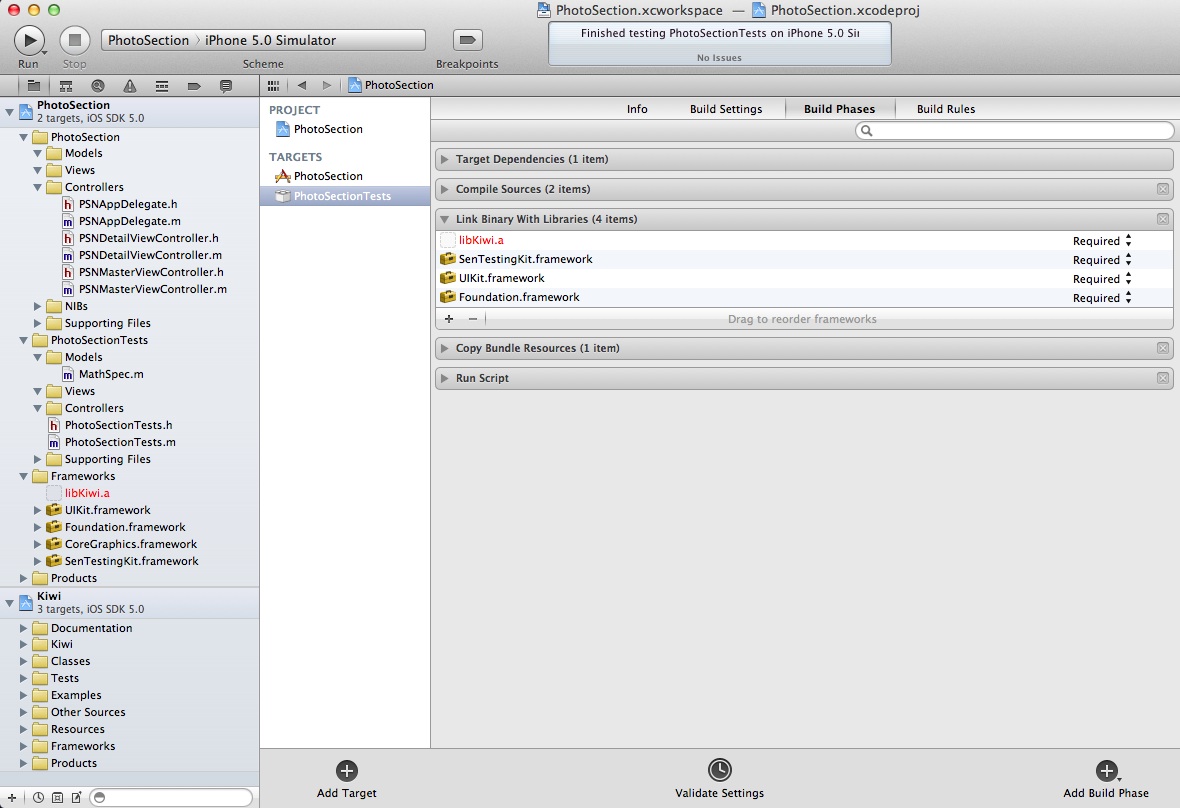 PhotoSection.xcworkspace — PhotoSection.xcodeproj
PhotoSection 〉iPhone 5.0 Simulator
Finished testing PhotoSectionTests on iPhone 5.0 Si
No Issues
Run
Stop
Scheme
Breakpoints
PhotoSection
PhotoSection
2 targets, iOS SDK 5.0
PhotoSection
Models
Views
Controllers
h PSNAppDelegate.h
m PSNAppDelegate.m
h PSNDetailViewController.h
m PSNDetailViewController.m
h PSNMasterViewController.h
m PSNMasterViewController.m
NIBs
Supporting Files
PhotoSectionTests
Models
m MathSpec.m
Views
Controllers
h PhotoSectionTests.h
m PhotoSectionTests.m
Supporting Files
Frameworks
libKiwi.a
UIKit.framework
Foundation.framework
CoreGraphics.framework
SenTestingKit.framework
Products
Kiwi
3 targets, iOS SDK 5.0
Documentation
Kiwi
Classes
Tests
Examples
Other Sources
Resources
Frameworks
Products
PROJECT
PhotoSection
TARGETS
PhotoSection
PhotoSectionTests
Info
Build Settings
Build Phases
Build Rules
Target Dependencies (1 item)
Compile Sources (2 items)
Link Binary With Libraries (4 items)
libKiwi.a Required
SenTestingKit.framework Required
UIKit.framework Required
Foundation.framework Required
+ − Drag to reorder frameworks
Copy Bundle Resources (1 item)
Run Script
Add Target
Validate Settings
Add Build Phase